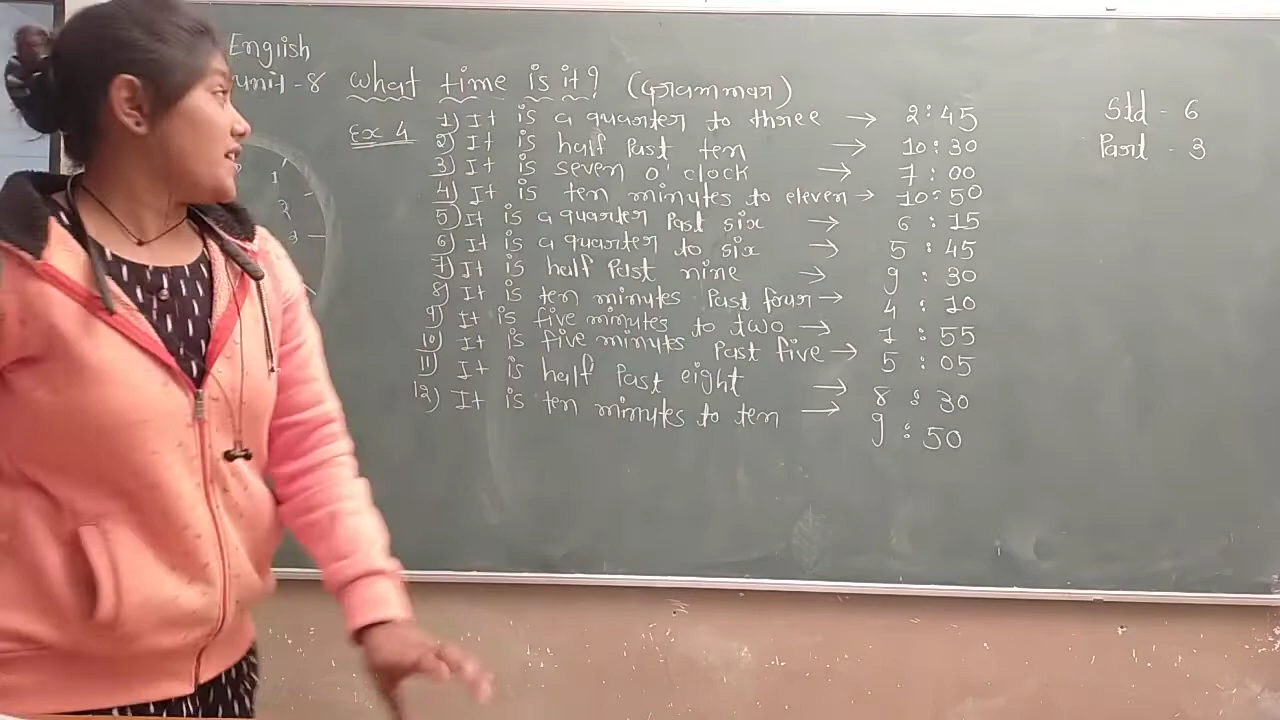 English
unit - 8 what time is it? (Grammar)
Std - 6
Part - 3
Ex 4
1) It is a quarter to three → 2:45
2) It is half Past ten → 10:30
3) It is seven o'clock → 7:00
4) It is ten minutes to eleven → 10:50
5) It is a quarter Past six → 6:15
6) It is a quarter to six → 5:45
7) It is half Past nine → 9:30
8) It is ten minutes Past four → 4:10
9) It is five minutes to two → 1:55
10) It is five minutes Past five → 5:05
11) It is half Past eight → 8:30
12) It is ten minutes to ten → 9:50
1
2
3